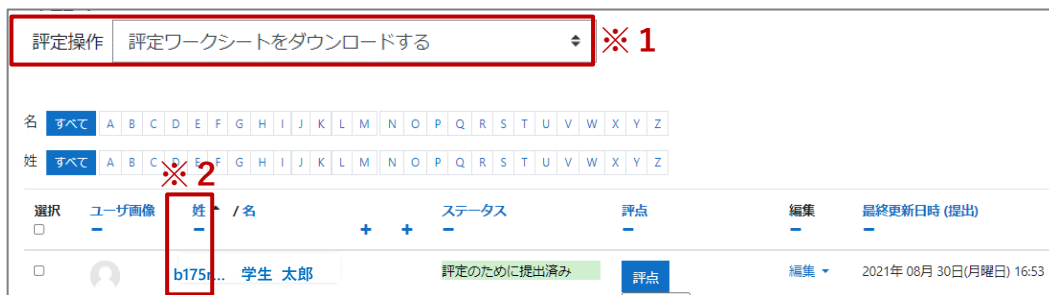 評定操作 評定ワークシートをダウンロードする ※1
名 すべて A B C D E F G H I J K L M N O P Q R S T U V W X Y Z
姓 すべて A B C D E F G H I J K L M N O P Q R S T U V W X Y Z
※2
選択 ユーザ画像 姓 / 名 ステータス 評点 編集 最終更新日時 (提出)
b175r... 学生 太郎 評定のために提出済み 評点 編集 2021年 08月 30日(月曜日) 16:53